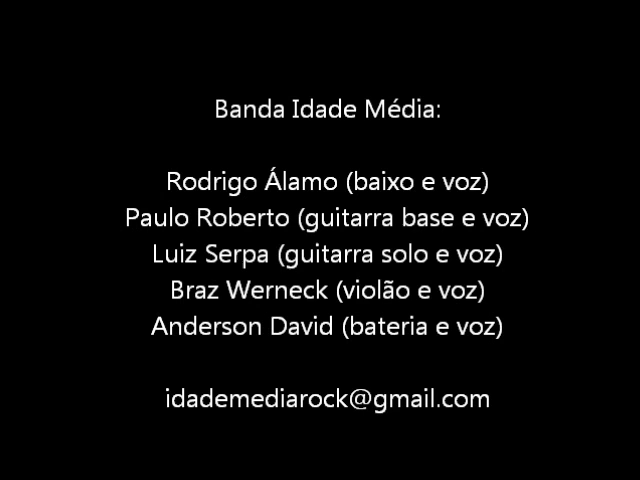 Banda Idade Média:
Rodrigo Álamo (baixo e voz)
Paulo Roberto (guitarra base e voz)
Luiz Serpa (guitarra solo e voz)
Braz Werneck (violão e voz)
Anderson David (bateria e voz)
idademediarock@gmail.com